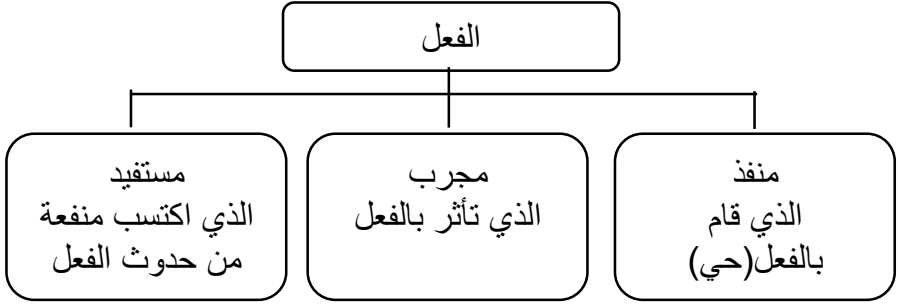 الفعل
منفذ
الذي قام
بالفعل(حي)
مجرب
الذي تأثر بالفعل
مستفيد
الذي اكتسب منفعة
من حدوث الفعل